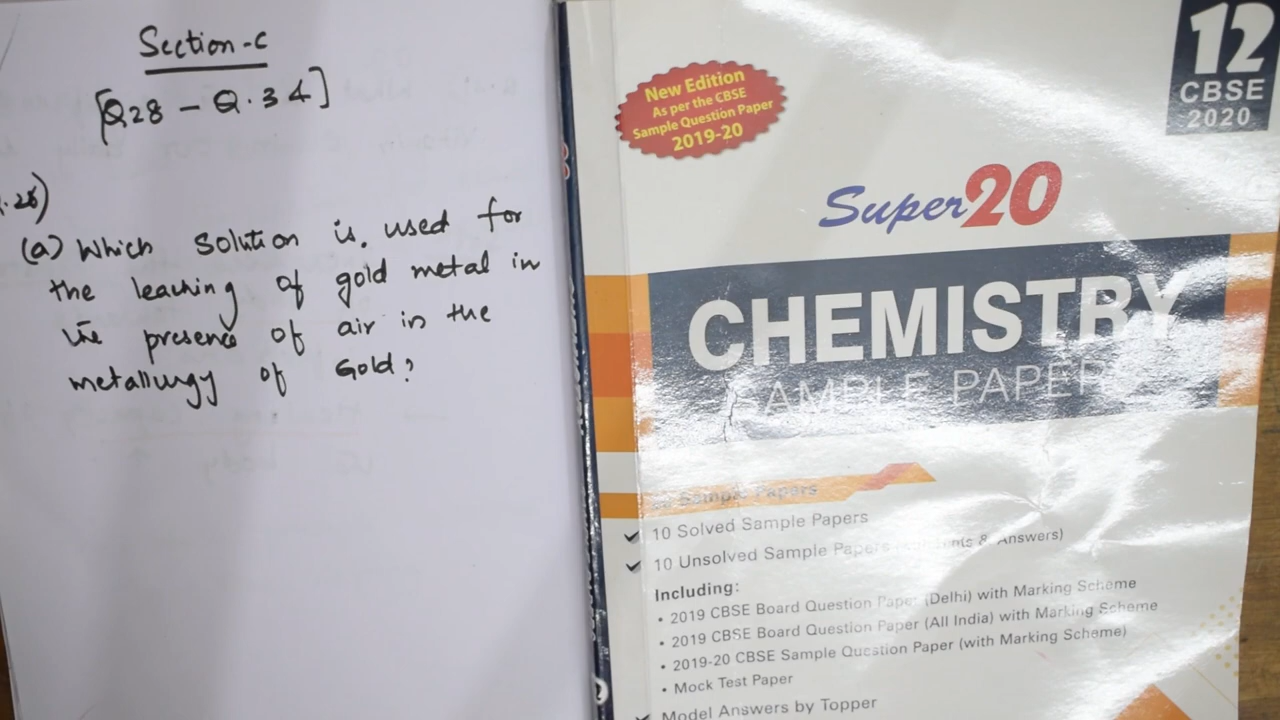 Section-C
[Q28 - Q.34]
(a) Which solution is used for
the leaching of gold metal in
the presence of air in the
metallurgy of Gold?
12
CBSE
2020
New Edition
As per the CBSE
Sample Question Paper
2019-20
Super20
CHEMISTRY
SAMPLE PAPERS
Sample Papers
10 Solved Sample Papers
10 Unsolved Sample Papers & Answers)
Including:
• 2019 CBSE Board Question Paper (Delhi) with Marking Scheme
• 2019 CBSE Board Question Paper (All India) with Marking Scheme
• 2019-20 CBSE Sample Question Paper (with Marking Scheme)
• Mock Test Paper
Model Answers by Topper